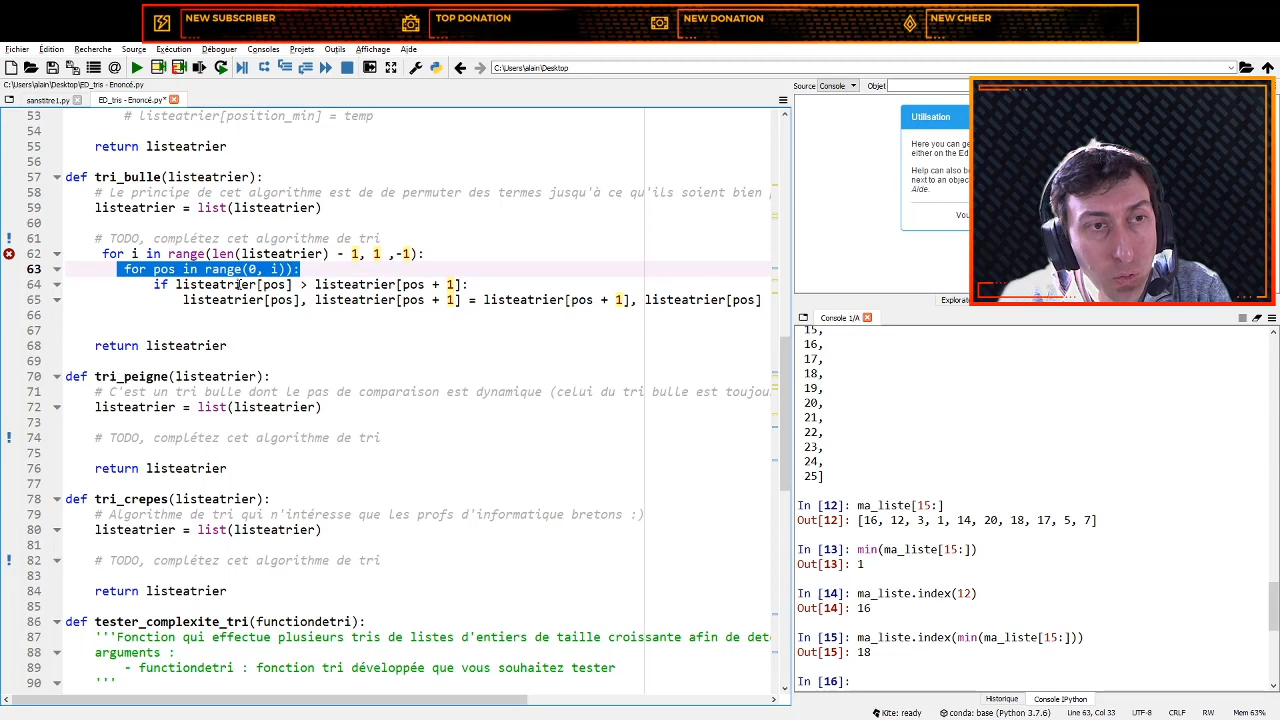 NEW SUBSCRIBER
TOP DONATION
NEW DONATION
NEW CHEER
Fichier Edition Source Exécution Déboguer Consoles Projets Outils Affichage Aide
C:\Users\alain\Desktop
C:\Users\alain\Desktop\ED_tris - Enoncé.py
sanstitre1.py
ED_tris - Enoncé.py*
53 # listeatrier[position_min] = temp
54
55 return listeatrier
56
57 def tri_bulle(listeatrier):
58 # Le principe de cet algorithme est de de permuter des termes jusqu'à ce qu'ils soient bien
59 listeatrier = list(listeatrier)
60
61 # TODO, complétez cet algorithme de tri
62 for i in range(len(listeatrier) - 1, 1 ,-1):
63 for pos in range(0, i)):
64 if listeatrier[pos] > listeatrier[pos + 1]:
65 listeatrier[pos], listeatrier[pos + 1] = listeatrier[pos + 1], listeatrier[pos]
66
67
68 return listeatrier
69
70 def tri_peigne(listeatrier):
71 # C'est un tri bulle dont le pas de comparaison est dynamique (celui du tri bulle est toujou
72 listeatrier = list(listeatrier)
73
74 # TODO, complétez cet algorithme de tri
75
76 return listeatrier
77
78 def tri_crepes(listeatrier):
79 # Algorithme de tri qui n'intéresse que les profs d'informatique bretons :)
80 listeatrier = list(listeatrier)
81
82 # TODO, complétez cet algorithme de tri
83
84 return listeatrier
85
86 def tester_complexite_tri(functiondetri):
87 '''Fonction qui effectue plusieurs tris de listes d'entiers de taille croissante afin de dete
88 arguments :
89 - functiondetri : fonction tri développée que vous souhaitez tester
90 '''
Source Console Objet
Utilisation
Here you can ge
either on the Ed
Help can also be
next to an objec
Aide.
Vou
Explorate
Console 1/A
15,
16,
17,
18,
19,
20,
21,
22,
23,
24,
25]
In [12]: ma_liste[15:]
Out[12]: [16, 12, 3, 1, 14, 20, 18, 17, 5, 7]
In [13]: min(ma_liste[15:])
Out[13]: 1
In [14]: ma_liste.index(12)
Out[14]: 16
In [15]: ma_liste.index(min(ma_liste[15:]))
Out[15]: 18
In [16]:
Historique Console IPython
Kite: ready conda: base (Python 3.7.6) Line 63, Col 33 UTF-8 CRLF RW Mem 63%